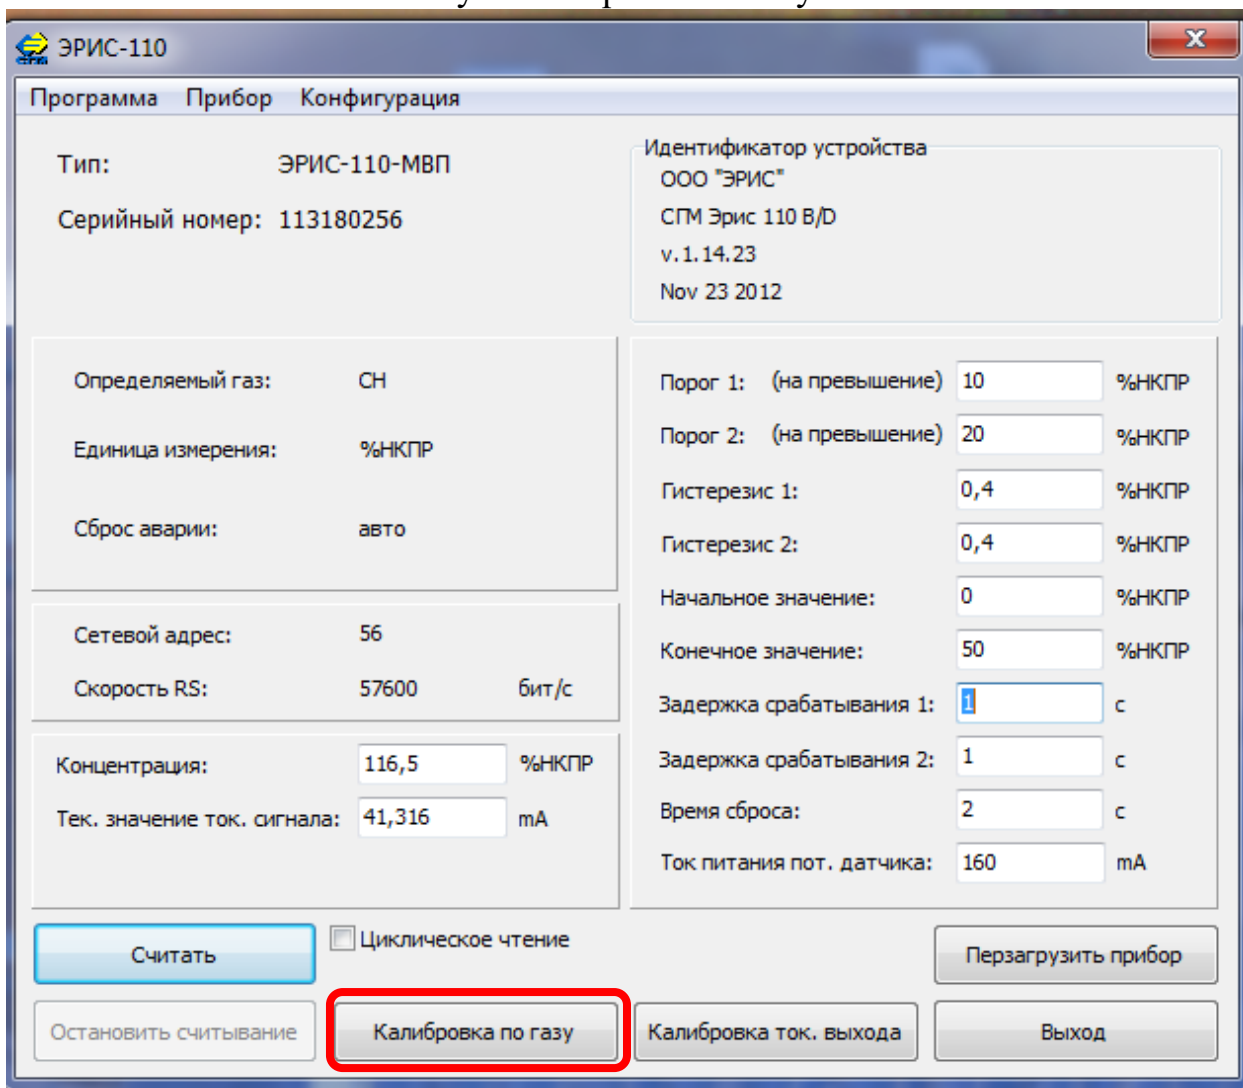 ЭРИС-110
Программа Прибор Конфигурация
Тип: ЭРИС-110-МВП
Серийный номер: 113180256
Идентификатор устройства
ООО "ЭРИС"
СГМ Эрис 110 B/D
v.1.14.23
Nov 23 2012
Определяемый газ: CH
Единица измерения: %НКПР
Сброс аварии: авто
Сетевой адрес: 56
Скорость RS: 57600 бит/с
Концентрация: 116,5 %НКПР
Тек. значение ток. сигнала: 41,316 mA
Порог 1: (на превышение) 10 %НКПР
Порог 2: (на превышение) 20 %НКПР
Гистерезис 1: 0,4 %НКПР
Гистерезис 2: 0,4 %НКПР
Начальное значение: 0 %НКПР
Конечное значение: 50 %НКПР
Задержка срабатывания 1: 1 с
Задержка срабатывания 2: 1 с
Время сброса: 2 с
Ток питания пот. датчика: 160 mA
Считать Циклическое чтение Перзагрузить прибор
Остановить считывание Калибровка по газу Калибровка ток. выхода Выход